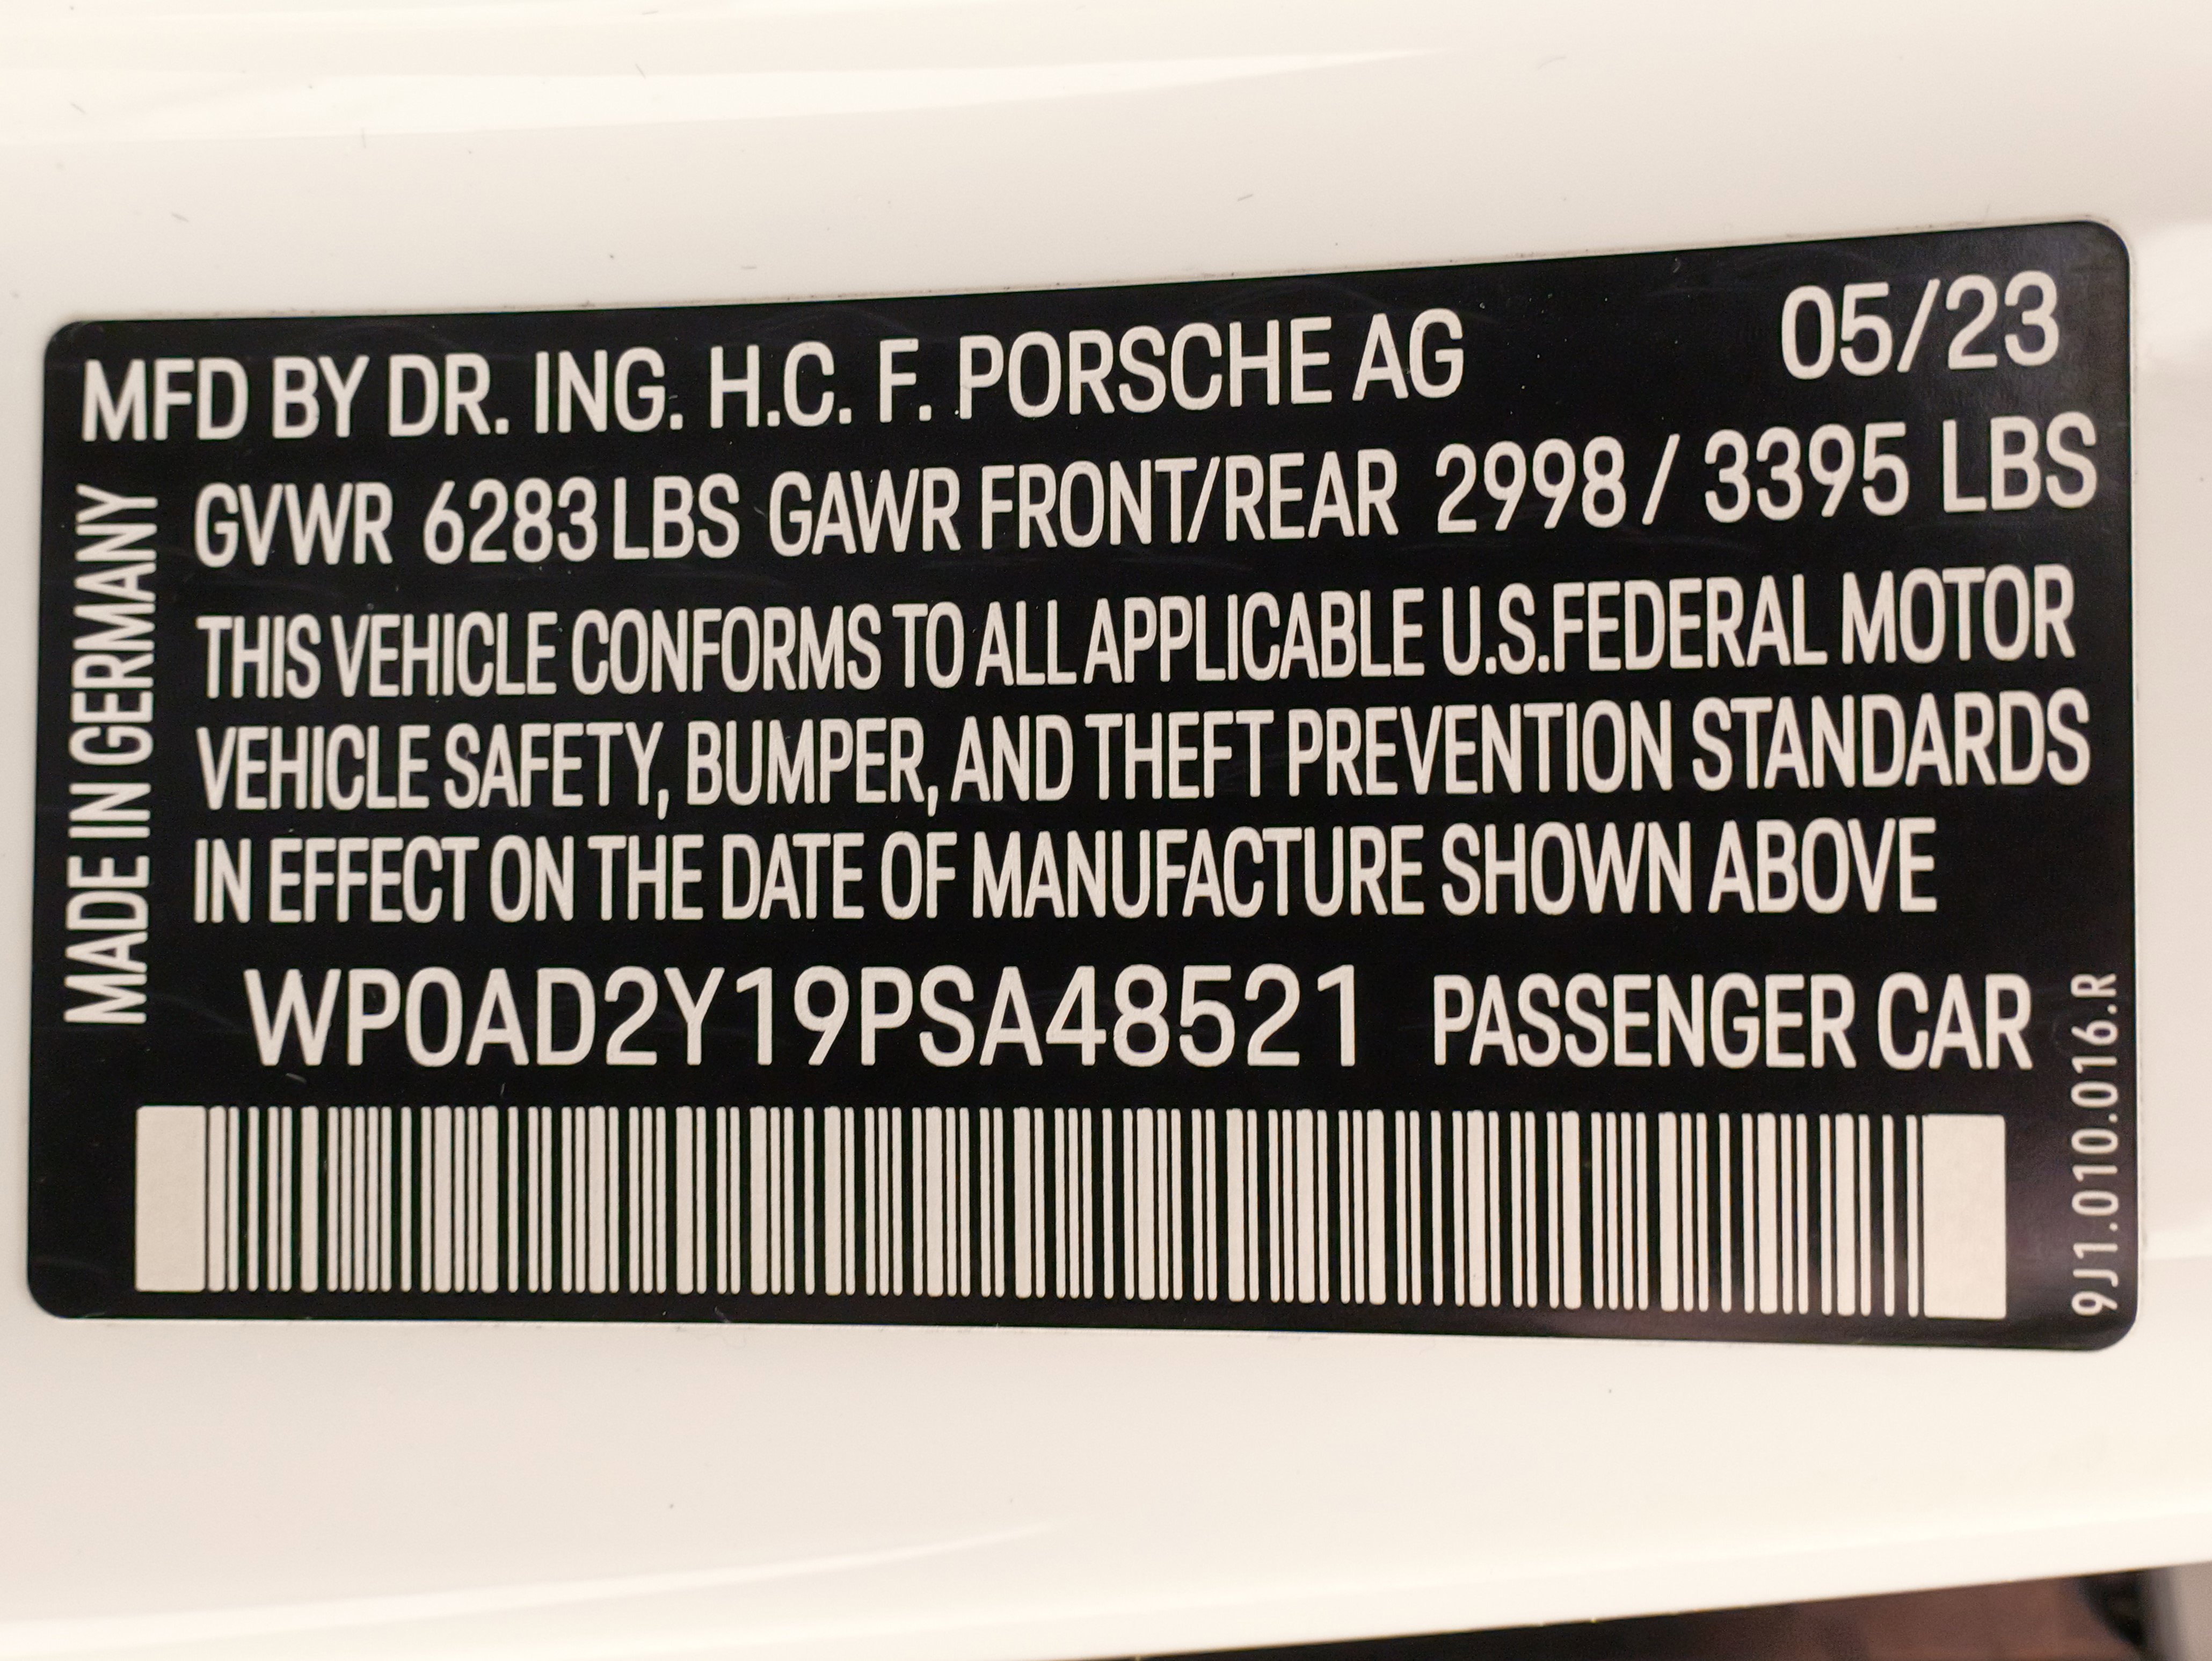 MFD BY DR. ING. H.C. F. PORSCHE AG 05/23
GVWR 6283 LBS GAWR FRONT/REAR 2998 / 3395 LBS
THIS VEHICLE CONFORMS TO ALL APPLICABLE U.S.FEDERAL MOTOR
VEHICLE SAFETY, BUMPER, AND THEFT PREVENTION STANDARDS
IN EFFECT ON THE DATE OF MANUFACTURE SHOWN ABOVE
WP0AD2Y19PSA48521 PASSENGER CAR
MADE IN GERMANY
9J1.010.016.R